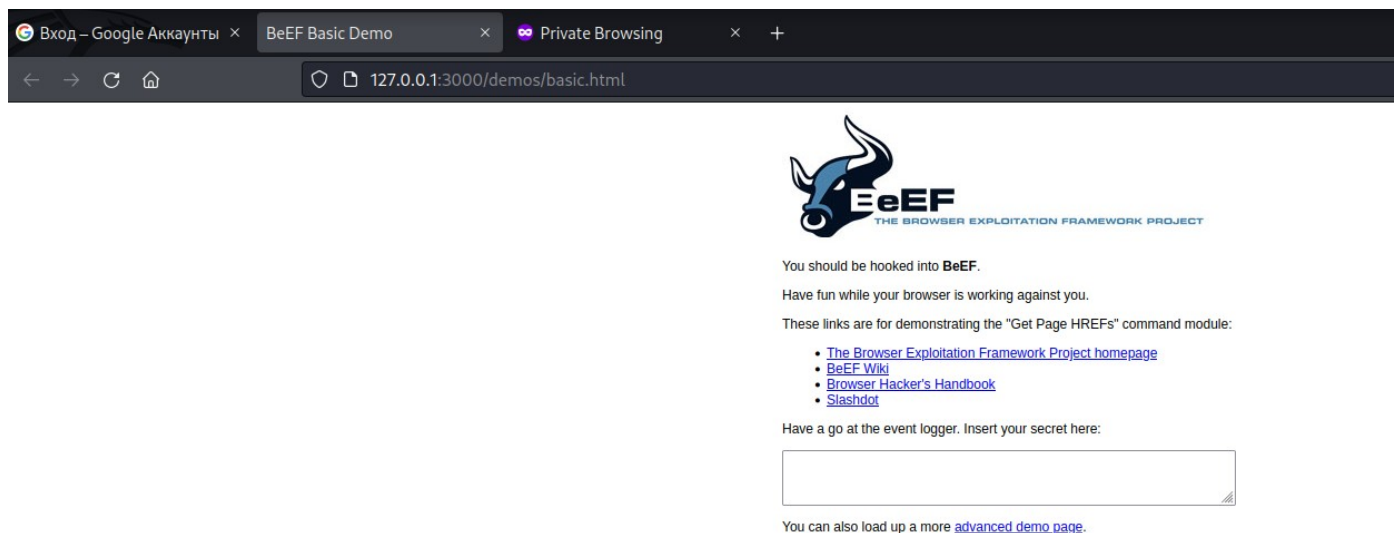 Вход – Google Аккаунты
BeEF Basic Demo
Private Browsing
127.0.0.1:3000/demos/basic.html
BeEF
THE BROWSER EXPLOITATION FRAMEWORK PROJECT
You should be hooked into BeEF.
Have fun while your browser is working against you.
These links are for demonstrating the "Get Page HREFs" command module:
The Browser Exploitation Framework Project homepage
BeEF Wiki
Browser Hacker's Handbook
Slashdot
Have a go at the event logger. Insert your secret here:
You can also load up a more advanced demo page.